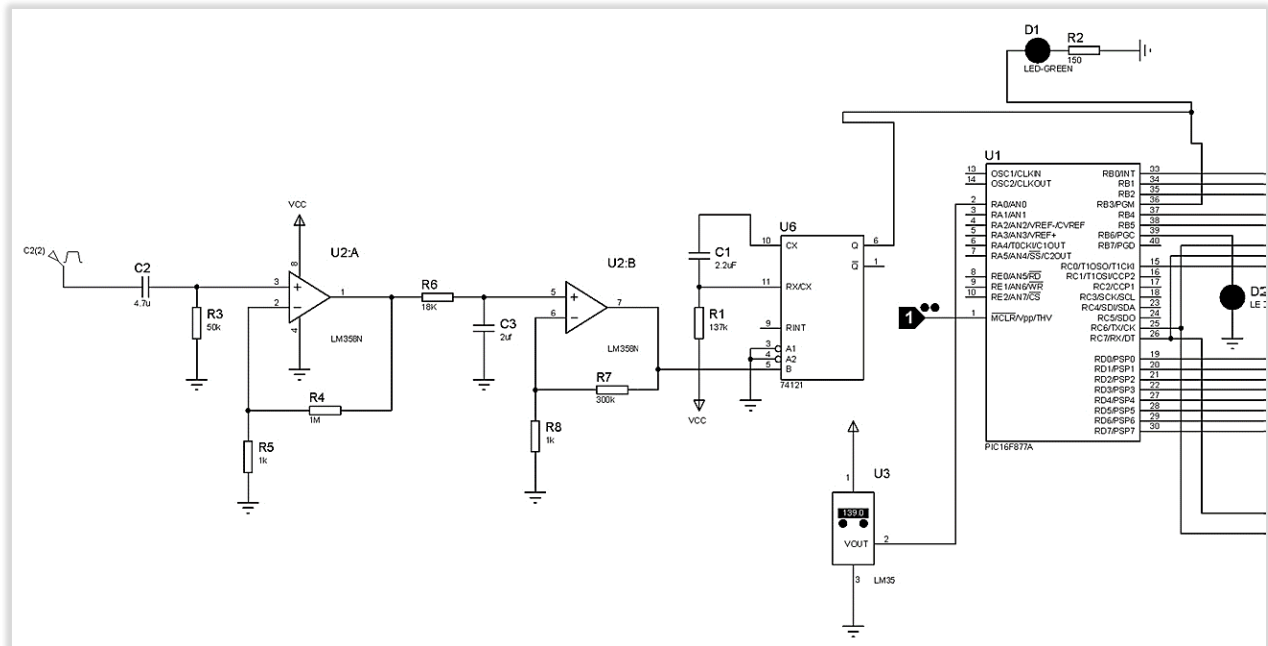 D1
LED-GREEN
R2
150
C2(2)
C2
4.7u
R3
50k
VCC
U2:A
8
3
2
1
4
LM358N
R4
1M
R5
1k
R6
18K
C3
2uf
U2:B
5
6
7
LM358N
R7
300k
R8
1k
C1
2.2uF
R1
137k
VCC
U6
10 CX
11 RX/CX
9 RINT
3 A1
4 A2
5 B
Q 6
Q 1
74121
U3
1
139.0
VOUT 2
3
LM35
1
U1
13 OSC1/CLKIN
14 OSC2/CLKOUT
2 RA0/AN0
3 RA1/AN1
4 RA2/AN2/VREF-/CVREF
5 RA3/AN3/VREF+
6 RA4/T0CKI/C1OUT
7 RA5/AN4/SS/C2OUT
8 RE0/AN5/RD
9 RE1/AN6/WR
10 RE2/AN7/CS
1 MCLR/Vpp/THV
RB0/INT 33
RB1 34
RB2 35
RB3/PGM 36
RB4 37
RB5 38
RB6/PGC 39
RB7/PGD 40
RC0/T1OSO/T1CKI 15
RC1/T1OSI/CCP2 16
RC2/CCP1 17
RC3/SCK/SCL 18
RC4/SDI/SDA 23
RC5/SDO 24
RC6/TX/CK 25
RC7/RX/DT 26
RD0/PSP0 19
RD1/PSP1 20
RD2/PSP2 21
RD3/PSP3 22
RD4/PSP4 27
RD5/PSP5 28
RD6/PSP6 29
RD7/PSP7 30
PIC16F877A
D2